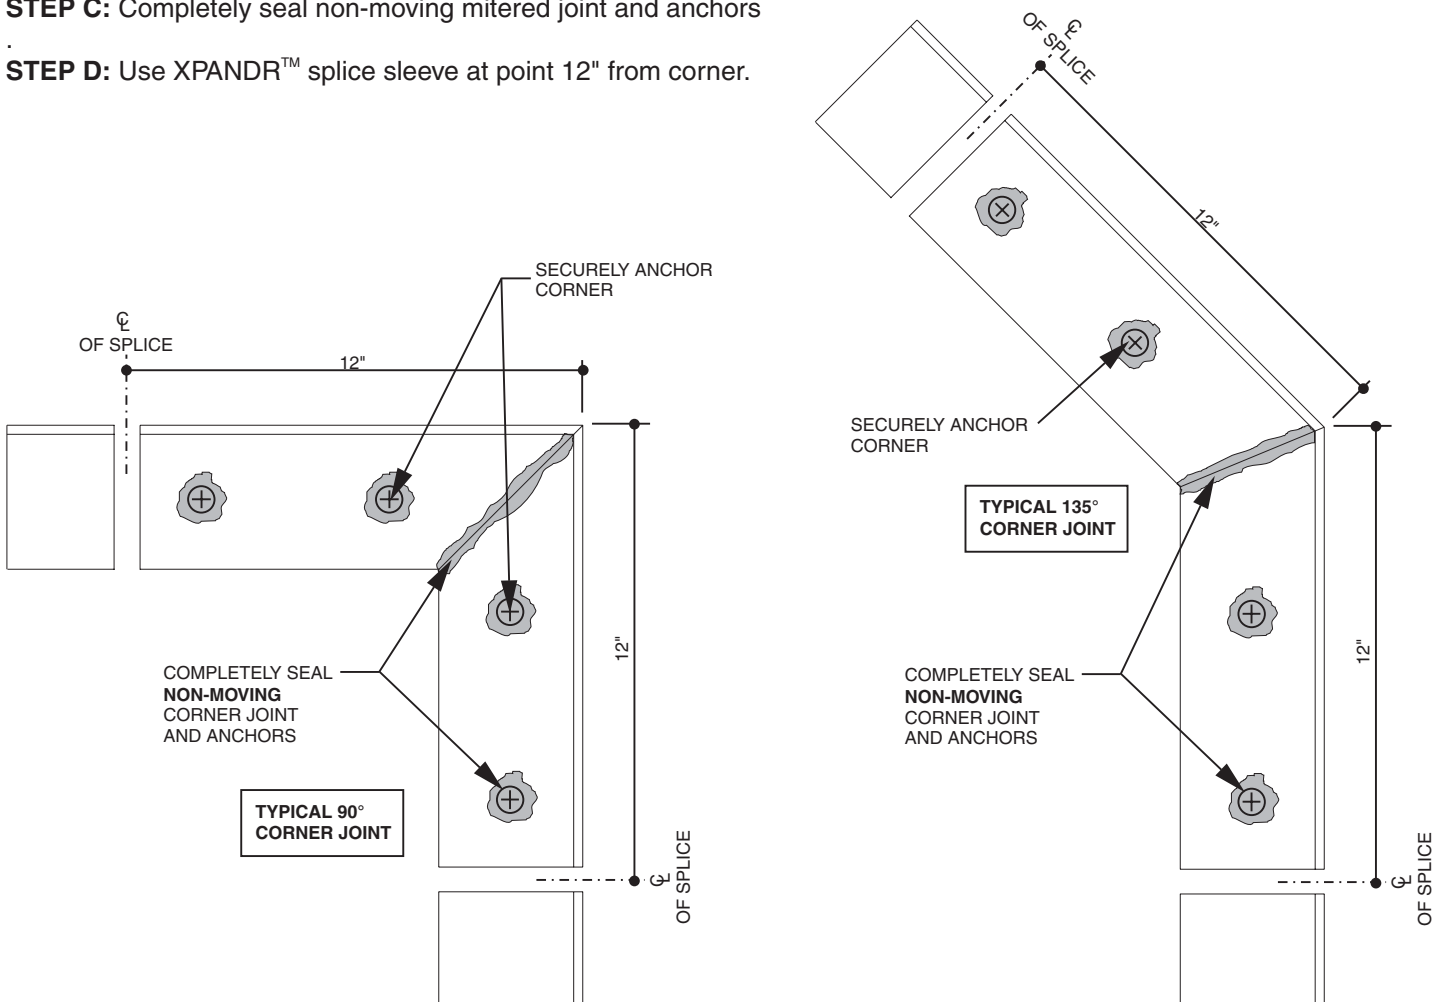 STEP C: Completely seal non-moving mitered joint and anchors
.
STEP D: Use XPANDR™ splice sleeve at point 12" from corner.
℄
OF SPLICE
12"
SECURELY ANCHOR
CORNER
12"
COMPLETELY SEAL
NON-MOVING
CORNER JOINT
AND ANCHORS
TYPICAL 90°
CORNER JOINT
℄
OF SPLICE
℄
OF SPLICE
12"
SECURELY ANCHOR
CORNER
TYPICAL 135°
CORNER JOINT
12"
COMPLETELY SEAL
NON-MOVING
CORNER JOINT
AND ANCHORS
℄
OF SPLICE